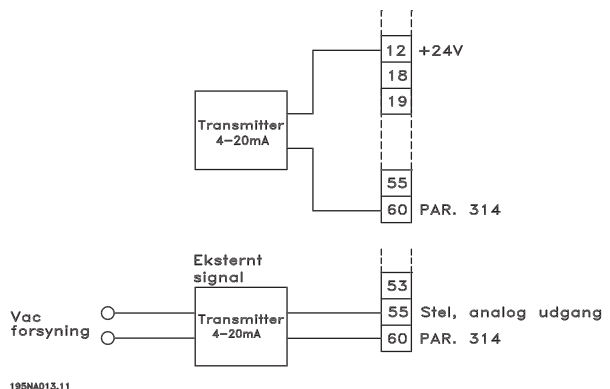 12 +24V
18
19
Transmitter
4-20mA
55
60 PAR. 314
Eksternt
signal
53
Vac
forsyning
Transmitter
4-20mA
55 Stel, analog udgang
60 PAR. 314
195NA013.11